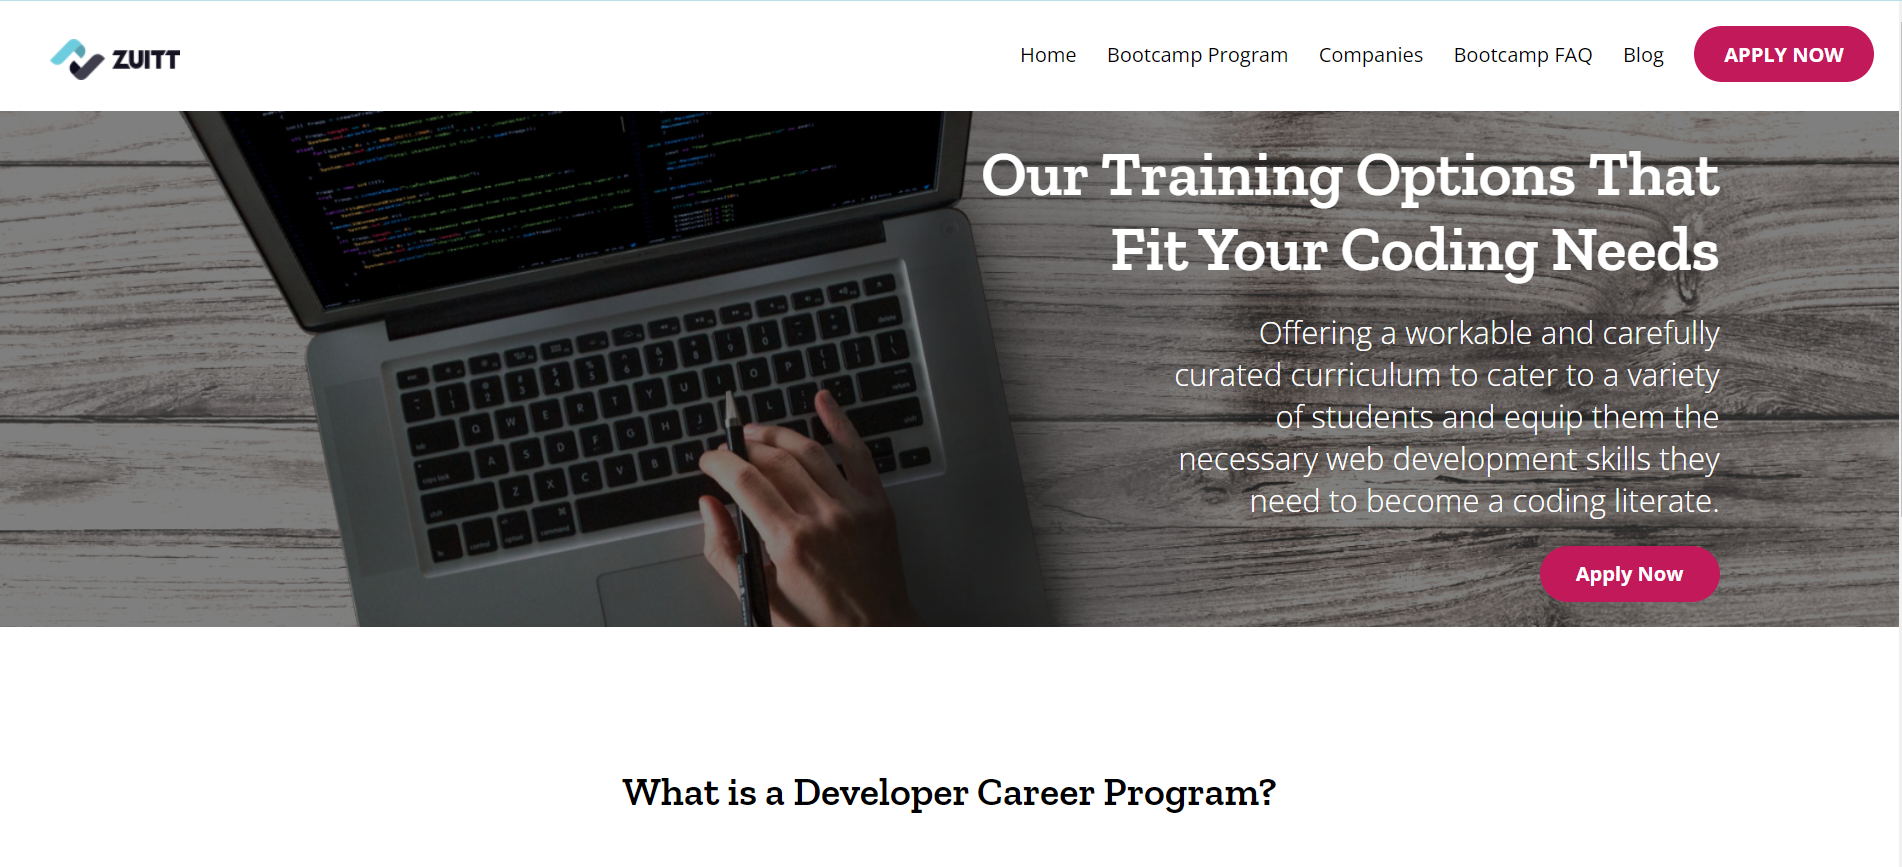 ZUITT
Home Bootcamp Program Companies Bootcamp FAQ Blog APPLY NOW
Our Training Options That
Fit Your Coding Needs
Offering a workable and carefully
curated curriculum to cater to a variety
of students and equip them the
necessary web development skills they
need to become a coding literate.
Apply Now
What is a Developer Career Program?